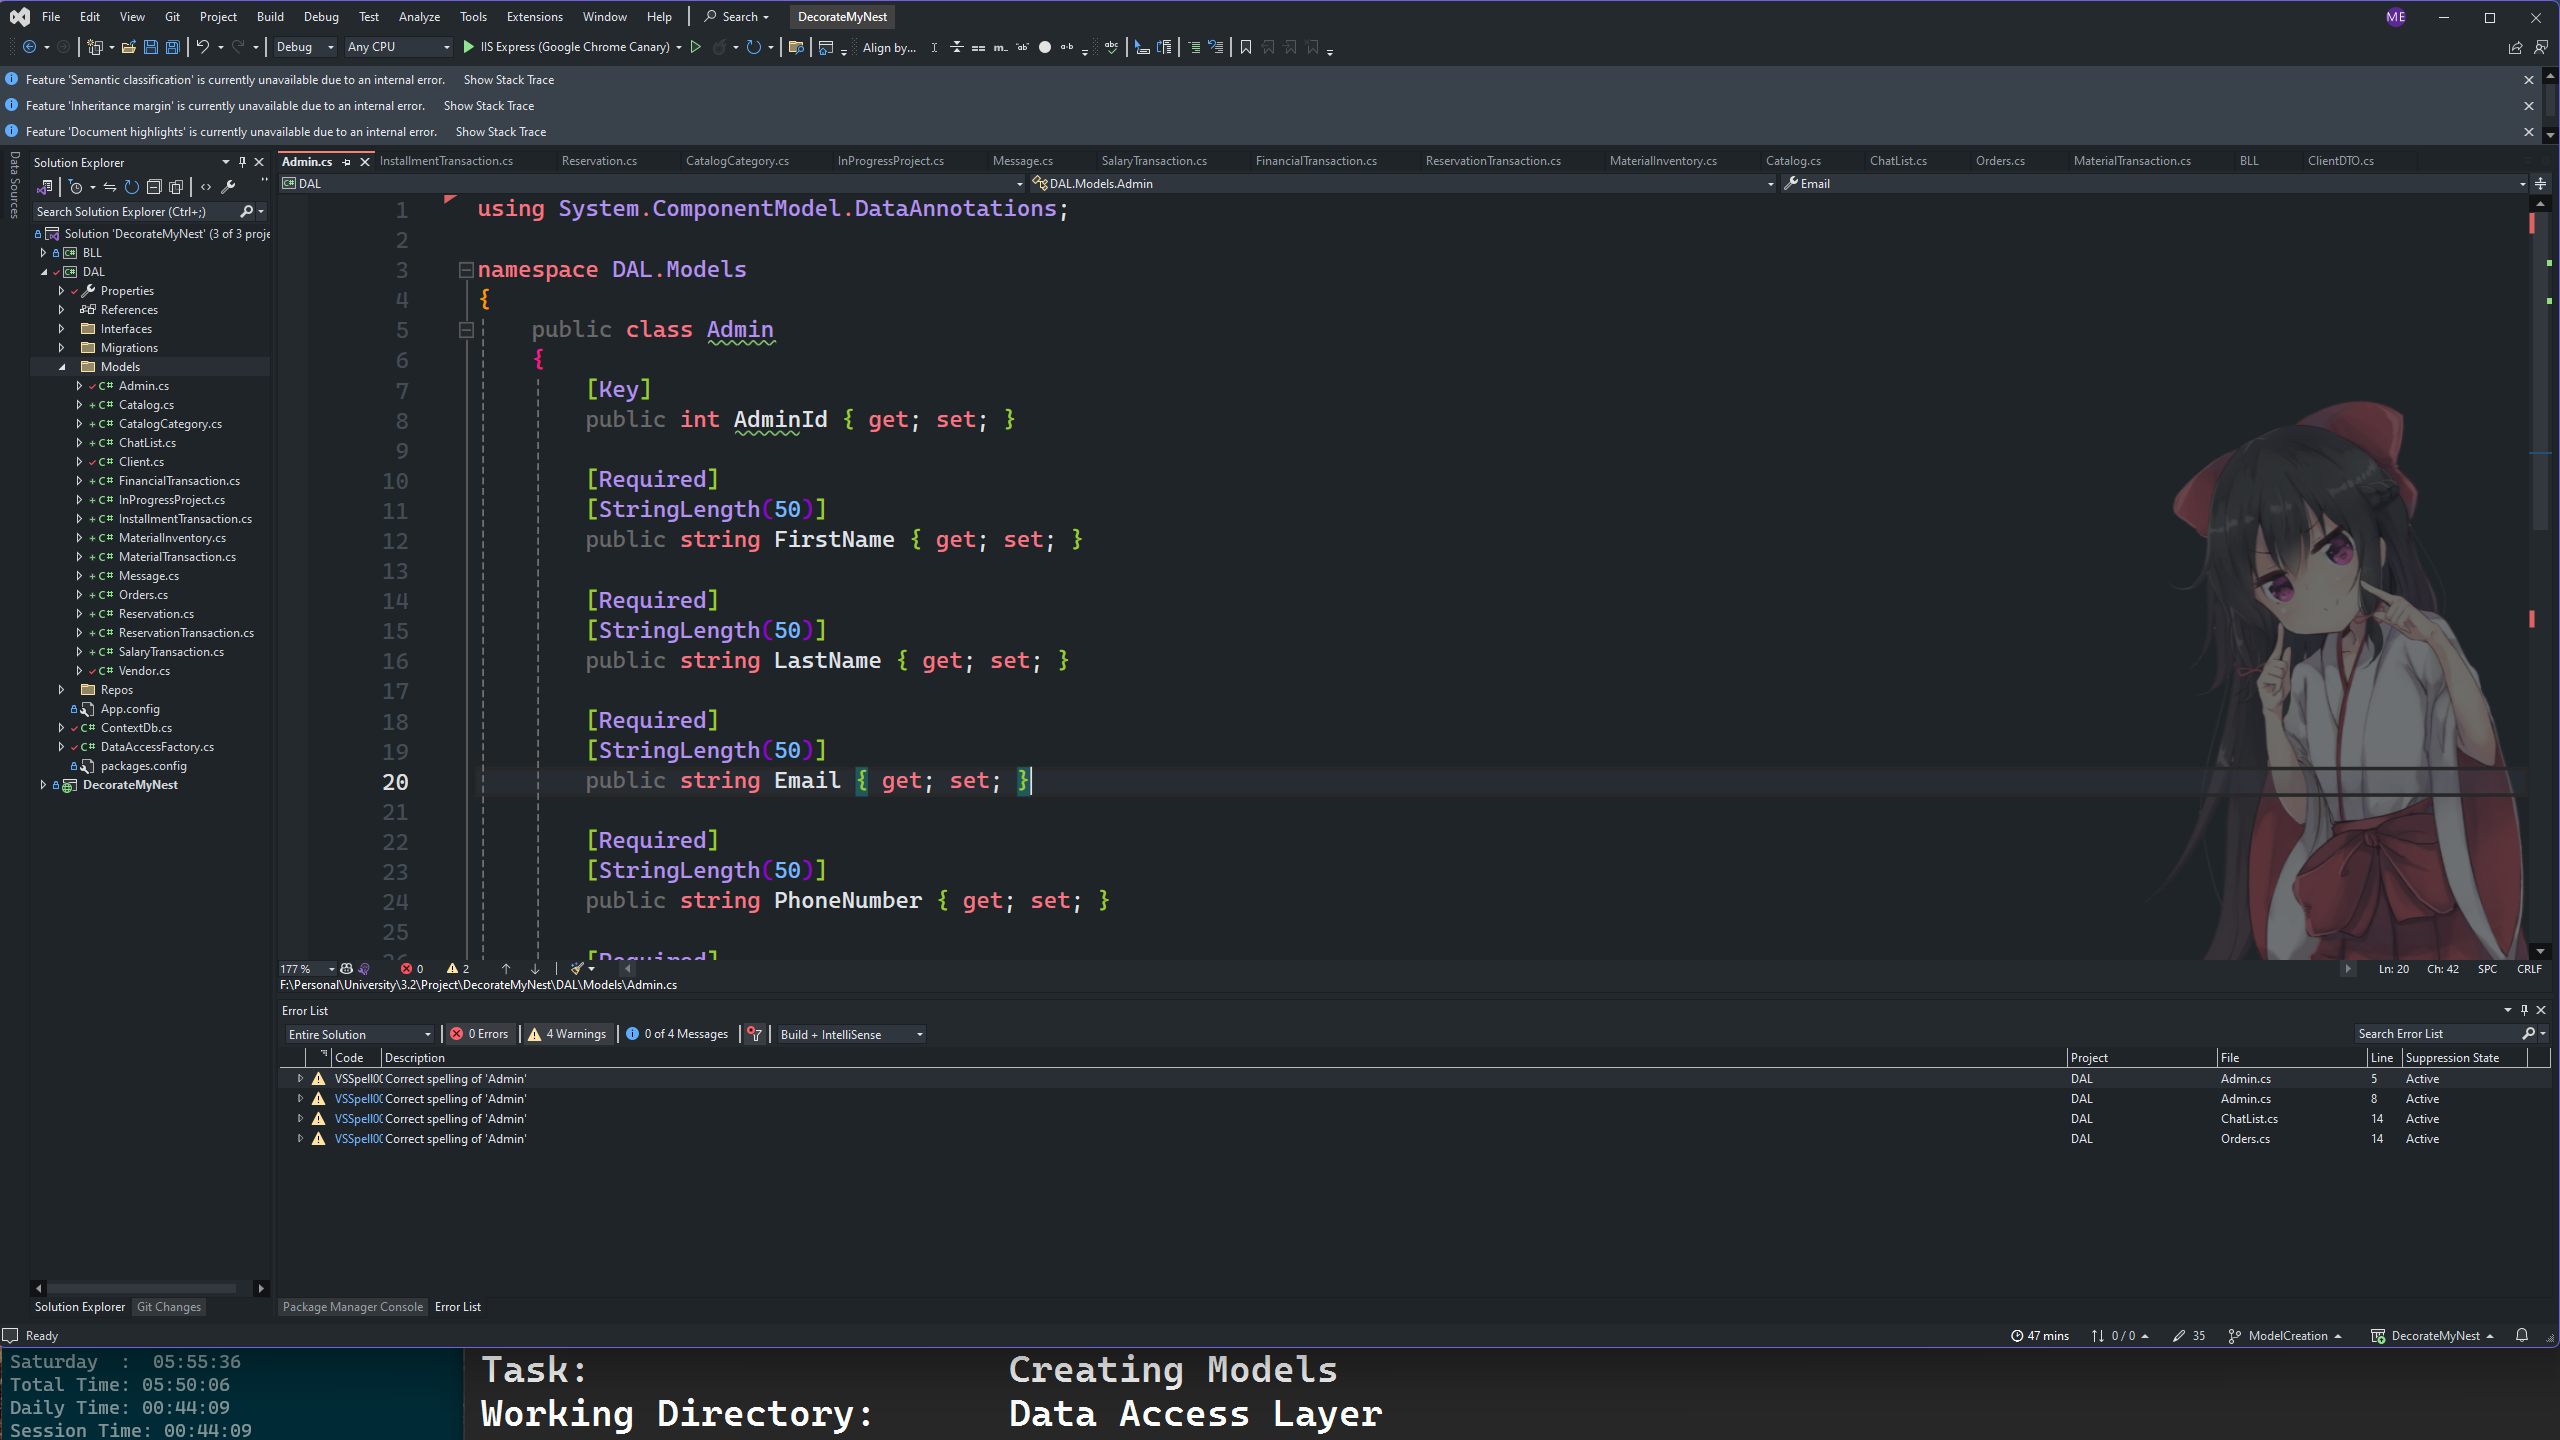 File Edit View Git Project Build Debug Test Analyze Tools Extensions Window Help Search DecorateMyNest ME
Debug Any CPU IIS Express (Google Chrome Canary) Align by...
Feature 'Semantic classification' is currently unavailable due to an internal error. Show Stack Trace
Feature 'Inheritance margin' is currently unavailable due to an internal error. Show Stack Trace
Feature 'Document highlights' is currently unavailable due to an internal error. Show Stack Trace
Data Sources
Solution Explorer
Search Solution Explorer (Ctrl+;)
Solution 'DecorateMyNest' (3 of 3 proje
BLL
DAL
Properties
References
Interfaces
Migrations
Models
C# Admin.cs
C# Catalog.cs
C# CatalogCategory.cs
C# ChatList.cs
C# Client.cs
C# FinancialTransaction.cs
C# InProgressProject.cs
C# InstallmentTransaction.cs
C# MaterialInventory.cs
C# MaterialTransaction.cs
C# Message.cs
C# Orders.cs
C# Reservation.cs
C# ReservationTransaction.cs
C# SalaryTransaction.cs
C# Vendor.cs
Repos
App.config
C# ContextDb.cs
C# DataAccessFactory.cs
packages.config
DecorateMyNest
Solution Explorer Git Changes
Admin.cs InstallmentTransaction.cs Reservation.cs CatalogCategory.cs InProgressProject.cs Message.cs SalaryTransaction.cs FinancialTransaction.cs ReservationTransaction.cs MaterialInventory.cs Catalog.cs ChatList.cs Orders.cs MaterialTransaction.cs BLL ClientDTO.cs
DAL DAL.Models.Admin Email
1 using System.ComponentModel.DataAnnotations;
2
3 namespace DAL.Models
4 {
5 public class Admin
6 {
7 [Key]
8 public int AdminId { get; set; }
9
10 [Required]
11 [StringLength(50)]
12 public string FirstName { get; set; }
13
14 [Required]
15 [StringLength(50)]
16 public string LastName { get; set; }
17
18 [Required]
19 [StringLength(50)]
20 public string Email { get; set; }
21
22 [Required]
23 [StringLength(50)]
24 public string PhoneNumber { get; set; }
25
26 [Required]
177 % 0 2 Ln: 20 Ch: 42 SPC CRLF
F:\Personal\University\3.2\Project\DecorateMyNest\DAL\Models\Admin.cs
Error List
Entire Solution 0 Errors 4 Warnings 0 of 4 Messages Build + IntelliSense Search Error List
Code Description Project File Line Suppression State
VSSpell00 Correct spelling of 'Admin' DAL Admin.cs 5 Active
VSSpell00 Correct spelling of 'Admin' DAL Admin.cs 8 Active
VSSpell00 Correct spelling of 'Admin' DAL ChatList.cs 14 Active
VSSpell00 Correct spelling of 'Admin' DAL Orders.cs 14 Active
Package Manager Console Error List
Ready 47 mins 0 / 0 35 ModelCreation DecorateMyNest
Saturday : 05:55:36
Total Time: 05:50:06
Daily Time: 00:44:09
Session Time: 00:44:09
Task: Creating Models
Working Directory: Data Access Layer